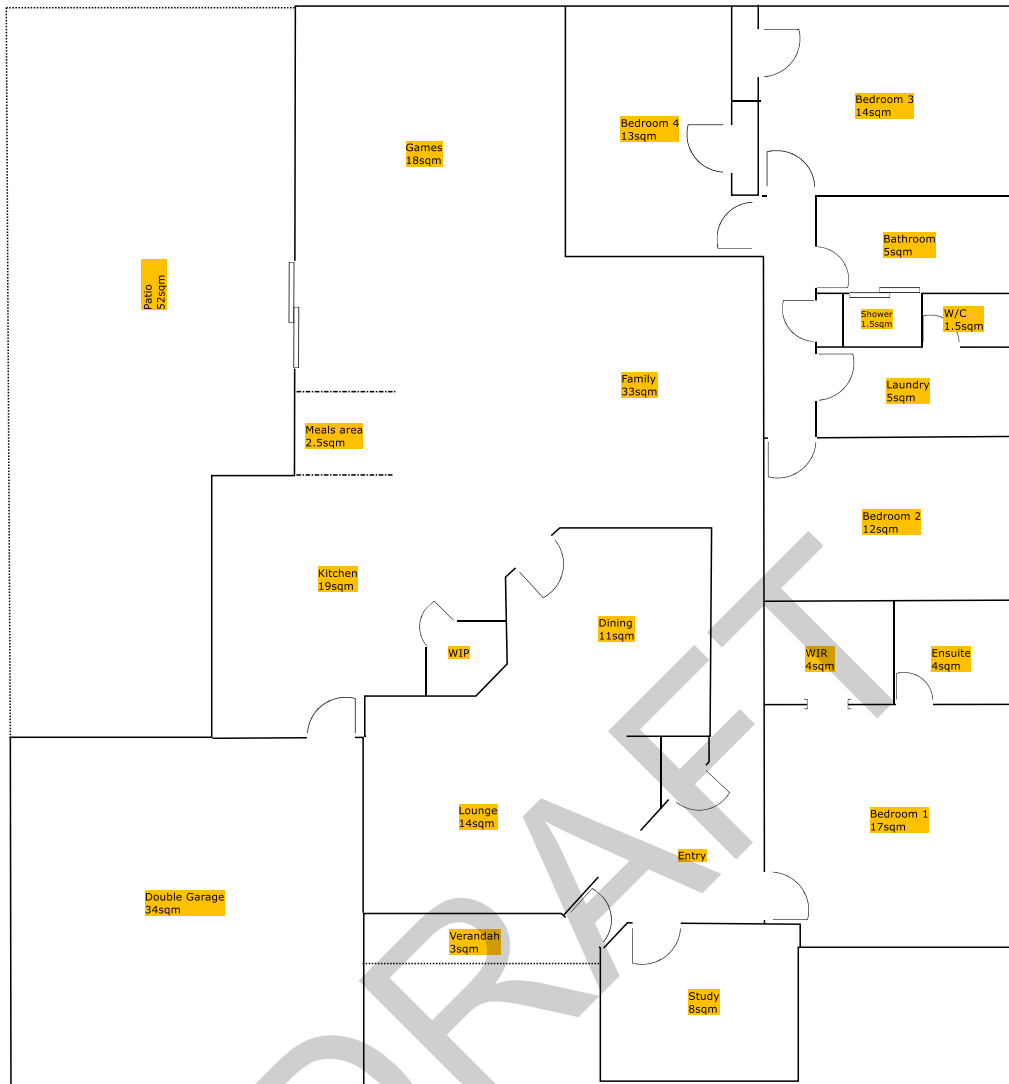 Bedroom 3
14sqm
Bedroom 4
13sqm
Games
18sqm
Bathroom
5sqm
Patio
52sqm
Shower
1.5sqm
W/C
1.5sqm
Family
33sqm
Laundry
5sqm
Meals area
2.5sqm
Bedroom 2
12sqm
Kitchen
19sqm
Dining
11sqm
WIP
WIR
4sqm
Ensuite
4sqm
Lounge
14sqm
Bedroom 1
17sqm
Entry
Double Garage
34sqm
Verandah
3sqm
Study
8sqm
DRAFT